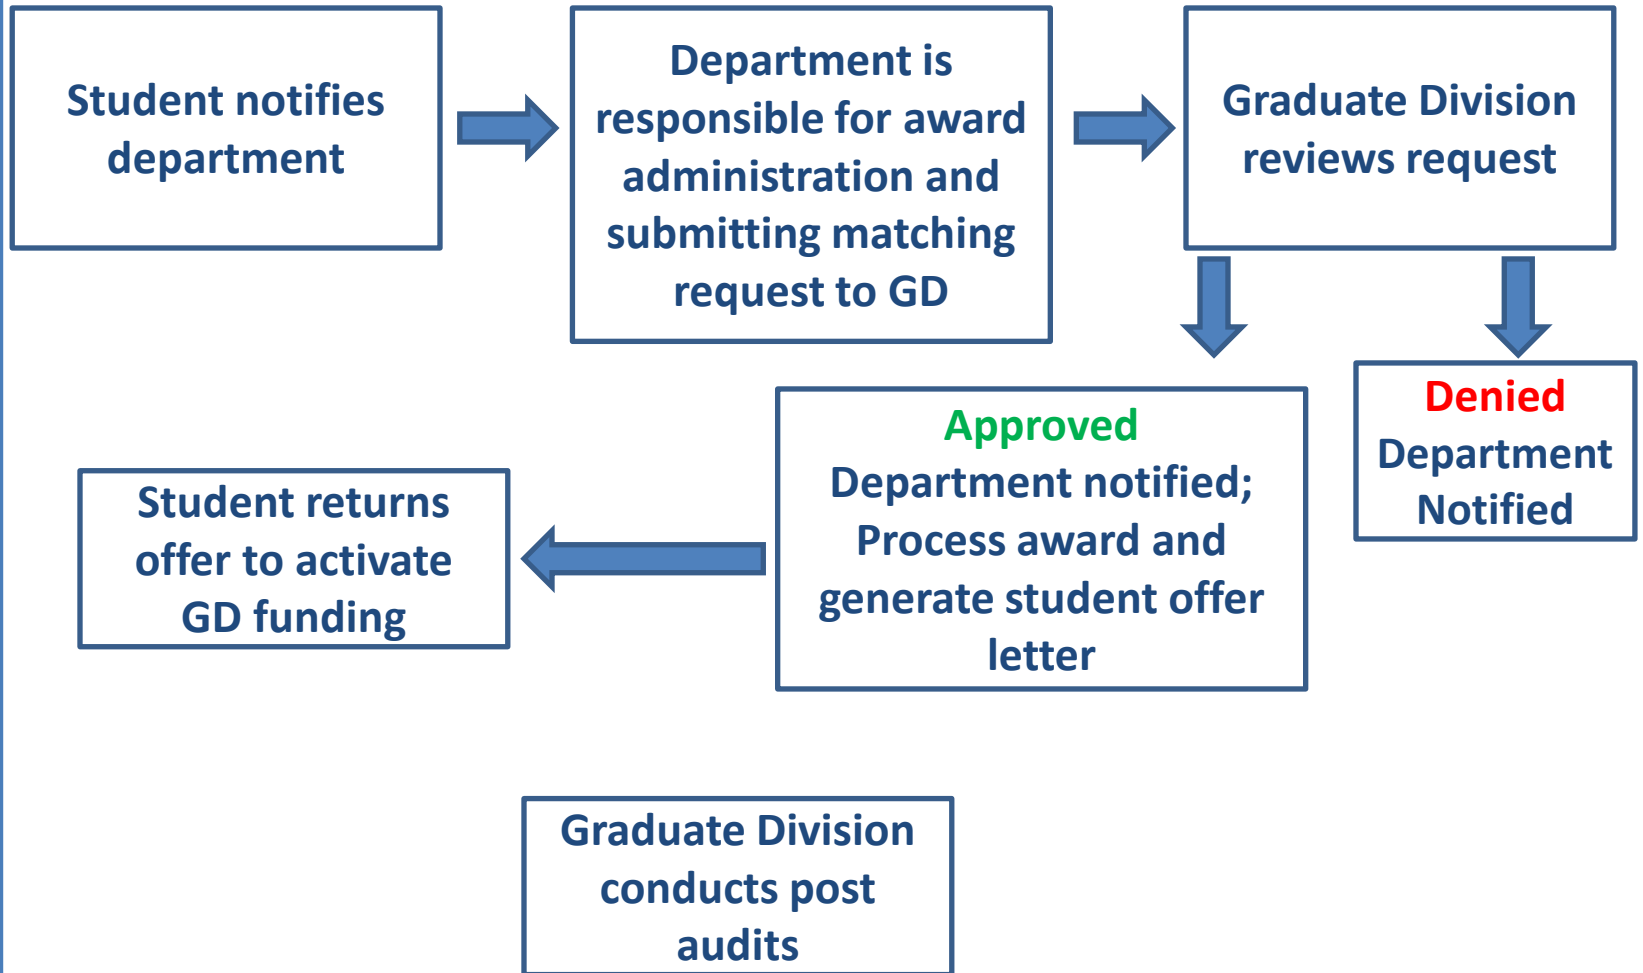 Student notifies
department
Department is
responsible for award
administration and
submitting matching
request to GD
Graduate Division
reviews request
Approved
Department notified;
Process award and
generate student offer
letter
Denied
Department
Notified
Student returns
offer to activate
GD funding
Graduate Division
conducts post
audits